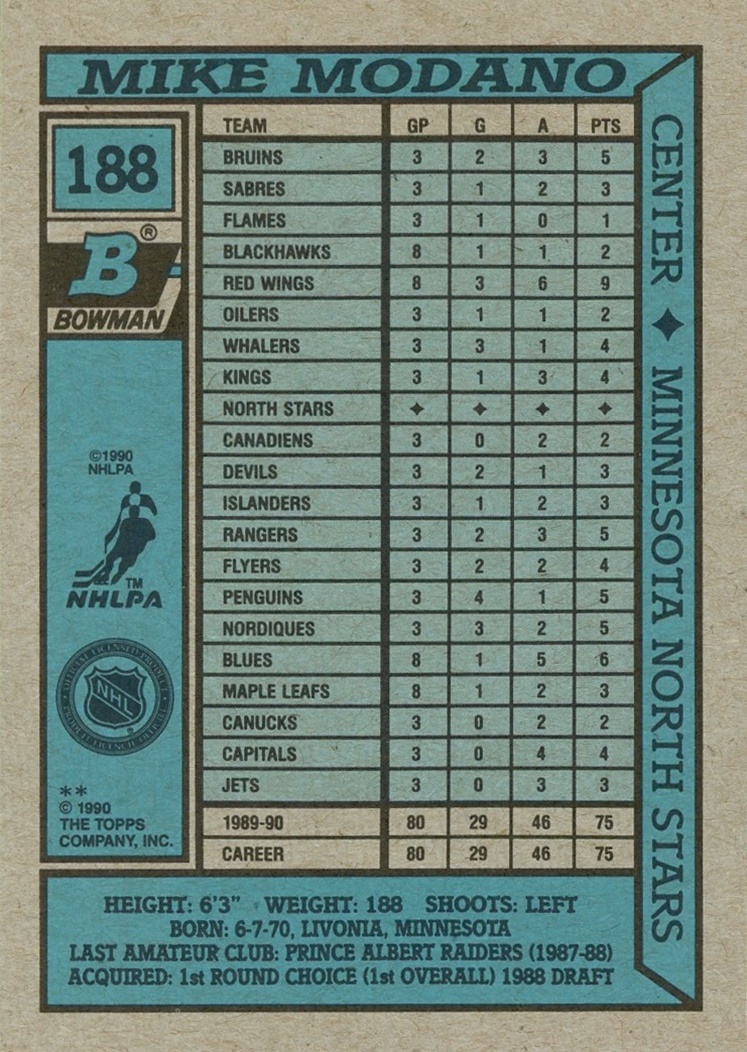 MIKE MODANO
188
B®
BOWMAN
©1990
NHLPA
TM
NHLPA
OFFICIAL LICENSED PRODUCT
NHL
®
PRODUIT LICENCIÉ OFFICIEL
**
© 1990
THE TOPPS
COMPANY, INC.
TEAM GP G A PTS
BRUINS 3 2 3 5
SABRES 3 1 2 3
FLAMES 3 1 0 1
BLACKHAWKS 8 1 1 2
RED WINGS 8 3 6 9
OILERS 3 1 1 2
WHALERS 3 3 1 4
KINGS 3 1 3 4
NORTH STARS ✦ ✦ ✦ ✦
CANADIENS 3 0 2 2
DEVILS 3 2 1 3
ISLANDERS 3 1 2 3
RANGERS 3 2 3 5
FLYERS 3 2 2 4
PENGUINS 3 4 1 5
NORDIQUES 3 3 2 5
BLUES 8 1 5 6
MAPLE LEAFS 8 1 2 3
CANUCKS 3 0 2 2
CAPITALS 3 0 4 4
JETS 3 0 3 3
1989-90 80 29 46 75
CAREER 80 29 46 75
CENTER ✦ MINNESOTA NORTH STARS
HEIGHT: 6'3" WEIGHT: 188 SHOOTS: LEFT
BORN: 6-7-70, LIVONIA, MINNESOTA
LAST AMATEUR CLUB: PRINCE ALBERT RAIDERS (1987-88)
ACQUIRED: 1st ROUND CHOICE (1st OVERALL) 1988 DRAFT